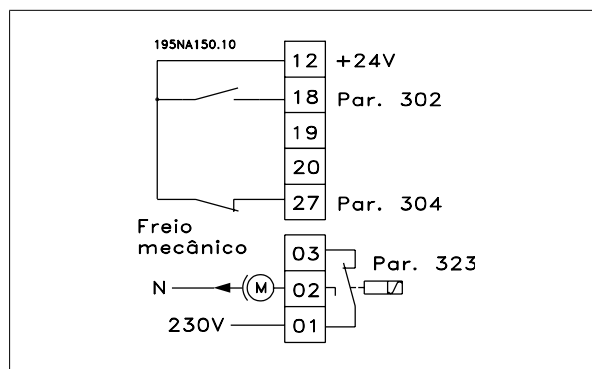 195NA150.10
12 +24V
18 Par. 302
19
20
27 Par. 304
Freio
mecânico
03
Par. 323
N M 02
230V 01